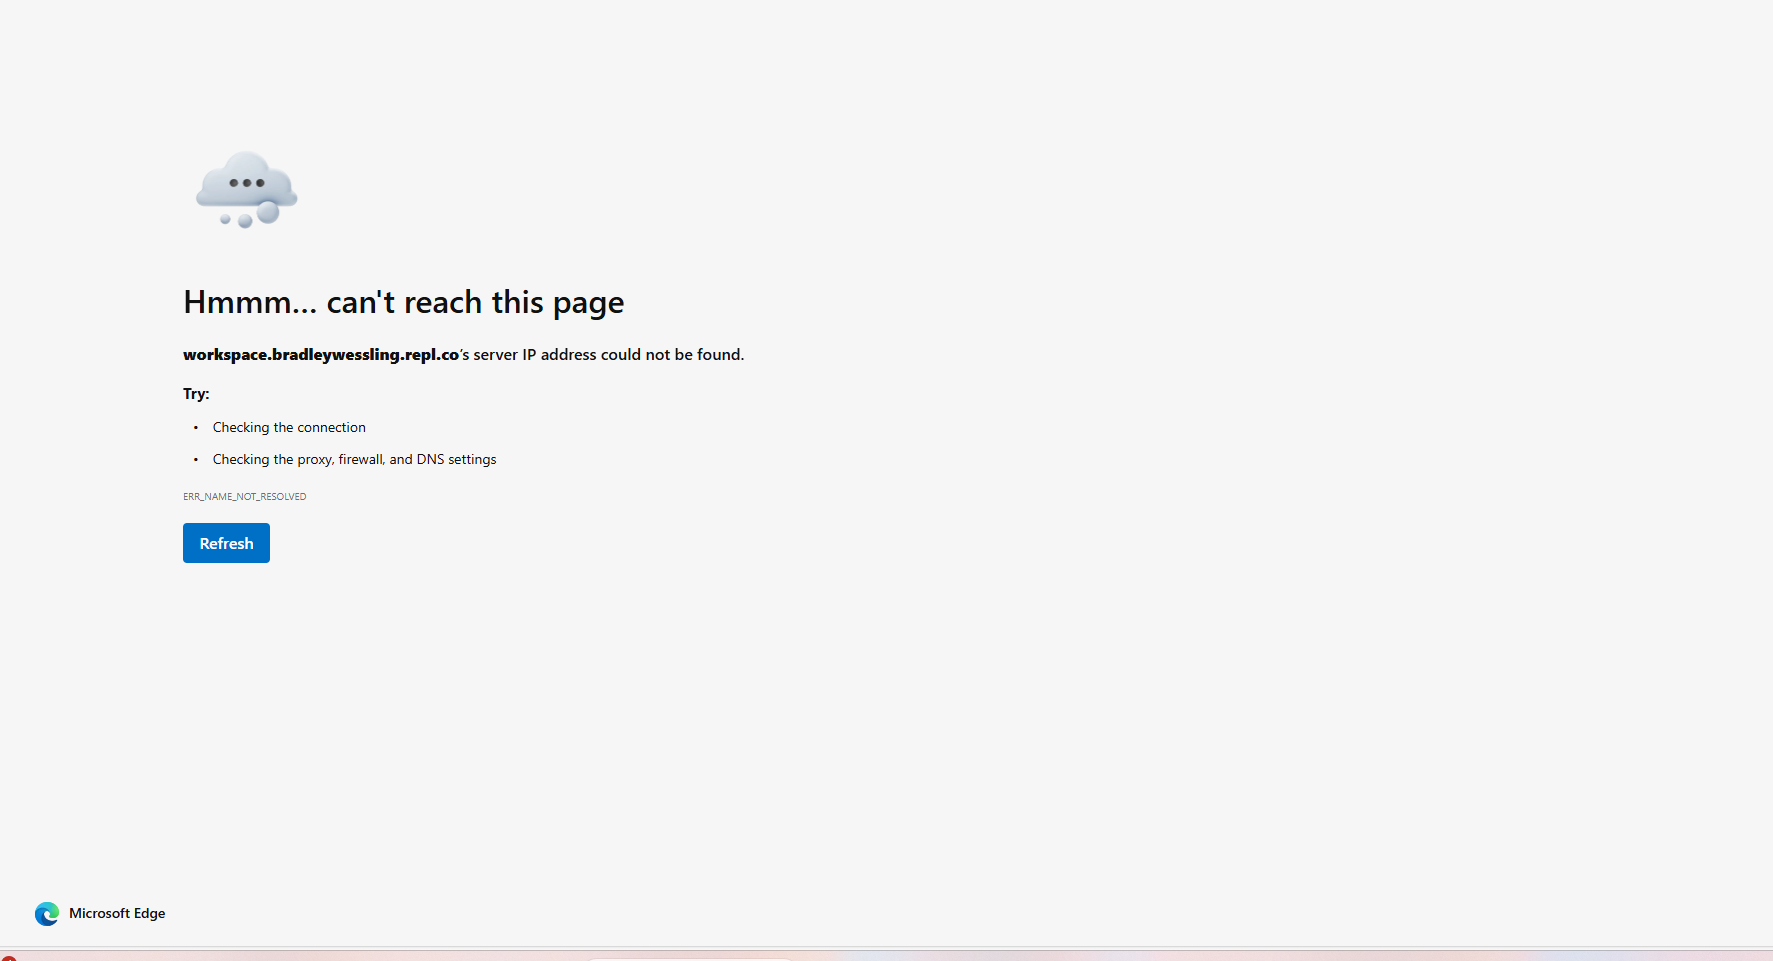 Hmmm... can't reach this page
workspace.bradleywessling.repl.co's server IP address could not be found.
Try:
• Checking the connection
• Checking the proxy, firewall, and DNS settings
ERR_NAME_NOT_RESOLVED
Refresh
Microsoft Edge